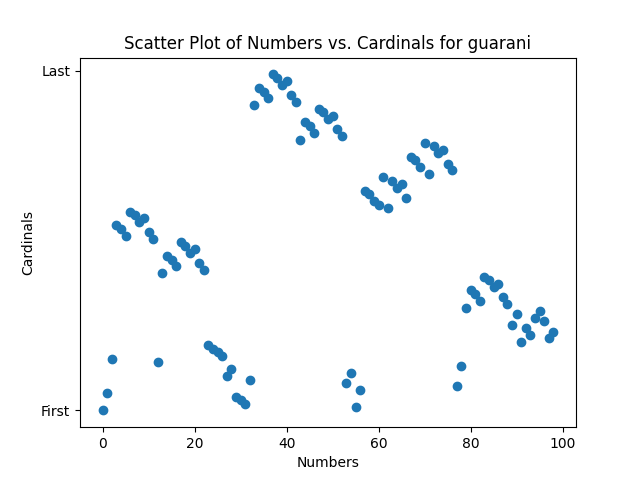 Scatter Plot of Numbers vs. Cardinals for guarani
Last
Cardinals
First
0 20 40 60 80 100
Numbers